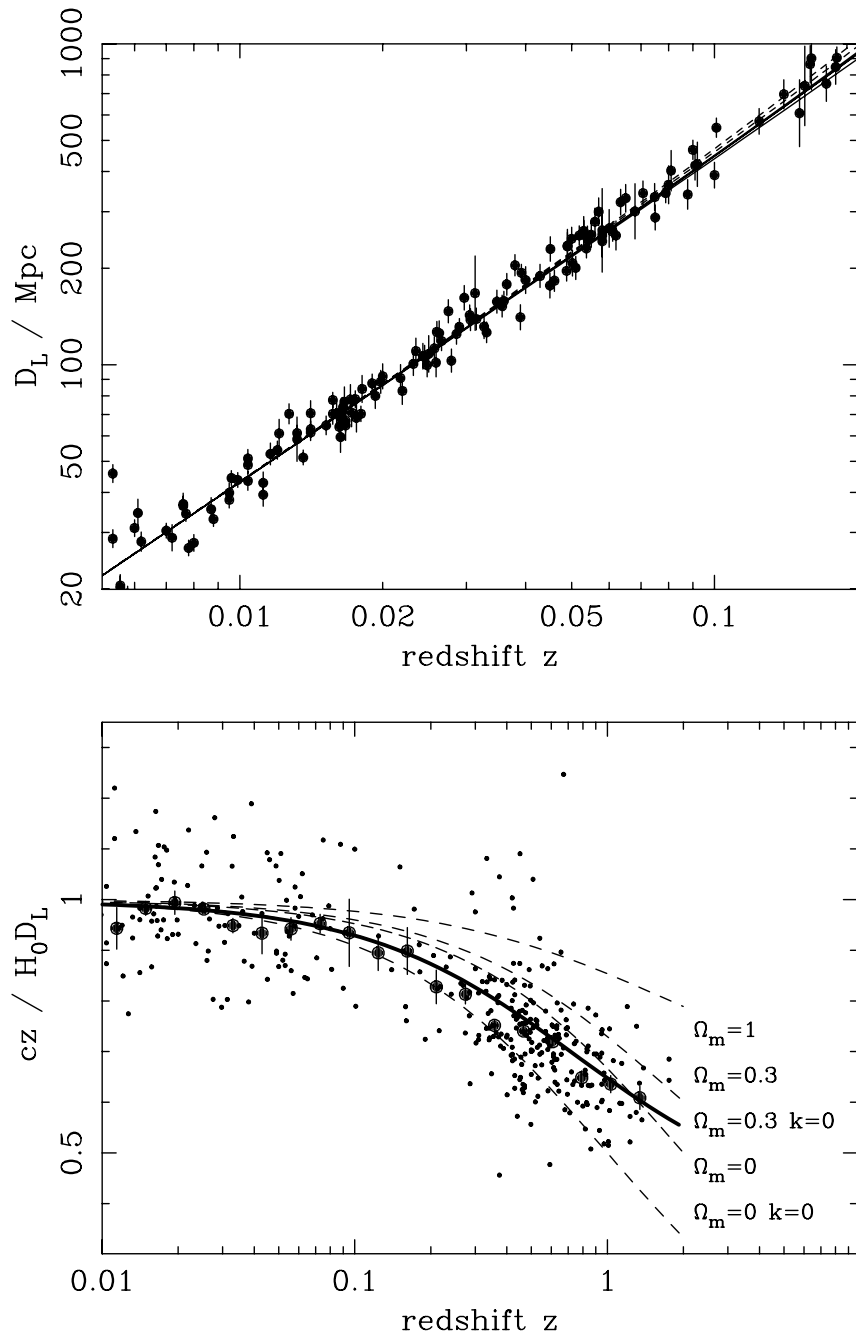 1000
500
200
100
50
20
D_L / Mpc
0.01 0.02 0.05 0.1
redshift z
1
0.5
cz / H_0D_L
Ω_m=1
Ω_m=0.3
Ω_m=0.3 k=0
Ω_m=0
Ω_m=0 k=0
0.01 0.1 1
redshift z